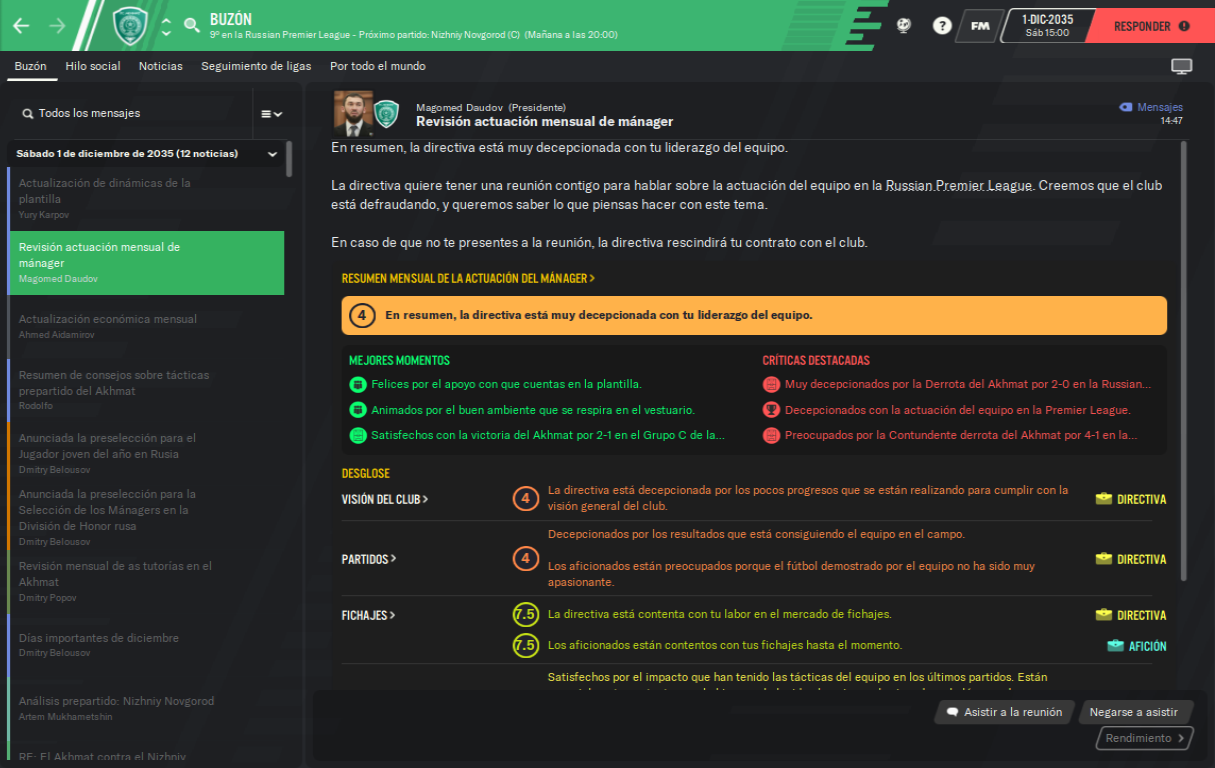 BUZÓN
9º en la Russian Premier League - Próximo partido: Nizhniy Novgorod (C) (Mañana a las 20:00)
FM
1-DIC-2035
Sáb 15:00
RESPONDER
Buzón
Hilo social
Noticias
Seguimiento de ligas
Por todo el mundo
Todos los mensajes
Sábado 1 de diciembre de 2035 (12 noticias)
Actualización de dinámicas de la
plantilla
Yury Karpov
Revisión actuación mensual de
mánager
Magomed Daudov
Actualización económica mensual
Ahmed Aidamirov
Resumen de consejos sobre tácticas
prepartido del Akhmat
Rodolfo
Anunciada la preselección para el
Jugador joven del año en Rusia
Dmitry Belousov
Anunciada la preselección para la
Selección de los Mánagers en la
División de Honor rusa
Dmitry Belousov
Revisión mensual de as tutorías en el
Akhmat
Dmitry Popov
Días importantes de diciembre
Dmitry Belousov
Análisis prepartido: Nizhniy Novgorod
Artem Mukhametshin
RE: El Akhmat contra el Nizhniy
Magomed Daudov (Presidente)
Revisión actuación mensual de mánager
Mensajes
14:47
En resumen, la directiva está muy decepcionada con tu liderazgo del equipo.
La directiva quiere tener una reunión contigo para hablar sobre la actuación del equipo en la Russian Premier League. Creemos que el club
está defraudando, y queremos saber lo que piensas hacer con este tema.
En caso de que no te presentes a la reunión, la directiva rescindirá tu contrato con el club.
RESUMEN MENSUAL DE LA ACTUACIÓN DEL MÁNAGER >
4 En resumen, la directiva está muy decepcionada con tu liderazgo del equipo.
MEJORES MOMENTOS
Felices por el apoyo con que cuentas en la plantilla.
Animados por el buen ambiente que se respira en el vestuario.
Satisfechos con la victoria del Akhmat por 2-1 en el Grupo C de la...
CRÍTICAS DESTACADAS
Muy decepcionados por la Derrota del Akhmat por 2-0 en la Russian...
Decepcionados con la actuación del equipo en la Premier League.
Preocupados por la Contundente derrota del Akhmat por 4-1 en la...
DESGLOSE
VISIÓN DEL CLUB >
4
La directiva está decepcionada por los pocos progresos que se están realizando para cumplir con la
visión general del club.
DIRECTIVA
PARTIDOS >
4
Decepcionados por los resultados que está consiguiendo el equipo en el campo.
Los aficionados están preocupados porque el fútbol demostrado por el equipo no ha sido muy
apasionante.
DIRECTIVA
FICHAJES >
7.5 La directiva está contenta con tu labor en el mercado de fichajes.
DIRECTIVA
7.5 Los aficionados están contentos con tus fichajes hasta el momento.
AFICIÓN
Satisfechos por el impacto que han tenido las tácticas del equipo en los últimos partidos. Están
Asistir a la reunión
Negarse a asistir
Rendimiento >